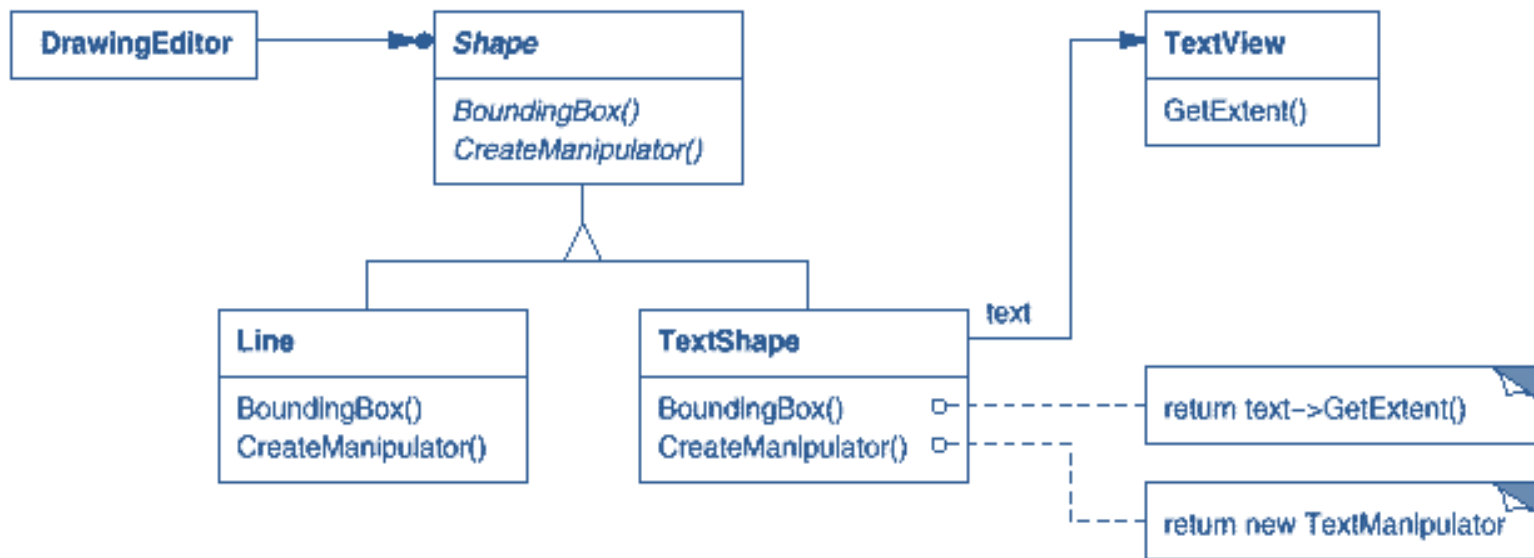 DrawingEditor
Shape
BoundingBox()
CreateManipulator()
TextView
GetExtent()
Line
BoundingBox()
CreateManipulator()
TextShape
BoundingBox()
CreateManipulator()
text
return text->GetExtent()
return new TextManipulator